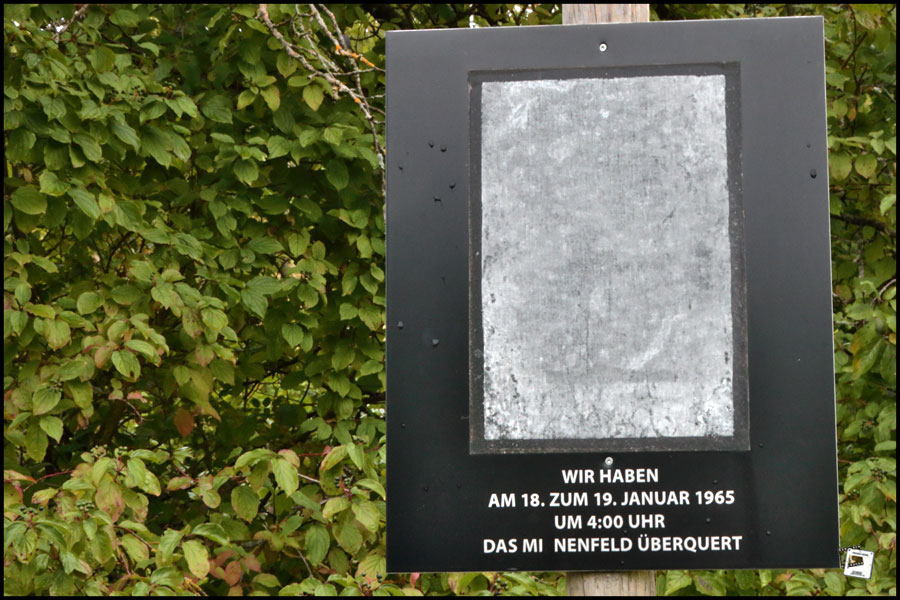 WIR HABEN
AM 18. ZUM 19. JANUAR 1965
UM 4:00 UHR
DAS MI NENFELD ÜBERQUERT